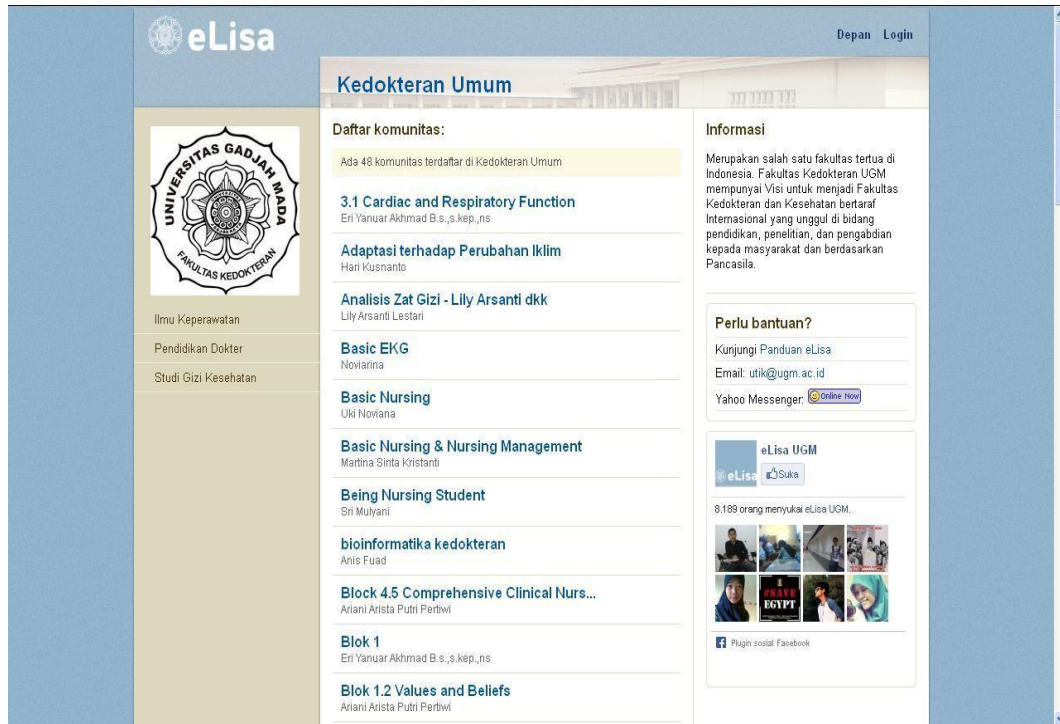 eLisa
Depan Login
Kedokteran Umum
UNIVERSITAS GADJAH MADA
FAKULTAS KEDOKTERAN
Ilmu Keperawatan
Pendidikan Dokter
Studi Gizi Kesehatan
Daftar komunitas:
Ada 48 komunitas terdaftar di Kedokteran Umum
3.1 Cardiac and Respiratory Function
Eri Yanuar Akhmad B.s.,s.kep.,ns
Adaptasi terhadap Perubahan Iklim
Hari Kusnanto
Analisis Zat Gizi - Lily Arsanti dkk
Lily Arsanti Lestari
Basic EKG
Noviarina
Basic Nursing
Uki Noviana
Basic Nursing & Nursing Management
Martina Sinta Kristanti
Being Nursing Student
Sri Mulyani
bioinformatika kedokteran
Anis Fuad
Block 4.5 Comprehensive Clinical Nurs...
Ariani Arista Putri Pertiwi
Blok 1
Eri Yanuar Akhmad B.s.,s.kep.,ns
Blok 1.2 Values and Beliefs
Ariani Arista Putri Pertiwi
Informasi
Merupakan salah satu fakultas tertua di
Indonesia. Fakultas Kedokteran UGM
mempunyai Visi untuk menjadi Fakultas
Kedokteran dan Kesehatan bertaraf
Internasional yang unggul di bidang
pendidikan, penelitian, dan pengabdian
kepada masyarakat dan berdasarkan
Pancasila.
Perlu bantuan?
Kunjungi Panduan eLisa
Email: utik@ugm.ac.id
Yahoo Messenger: Online Now
eLisa
eLisa UGM
Suka
8.189 orang menyukai eLisa UGM.
#SAVE
EGYPT
Plugin sosial Facebook